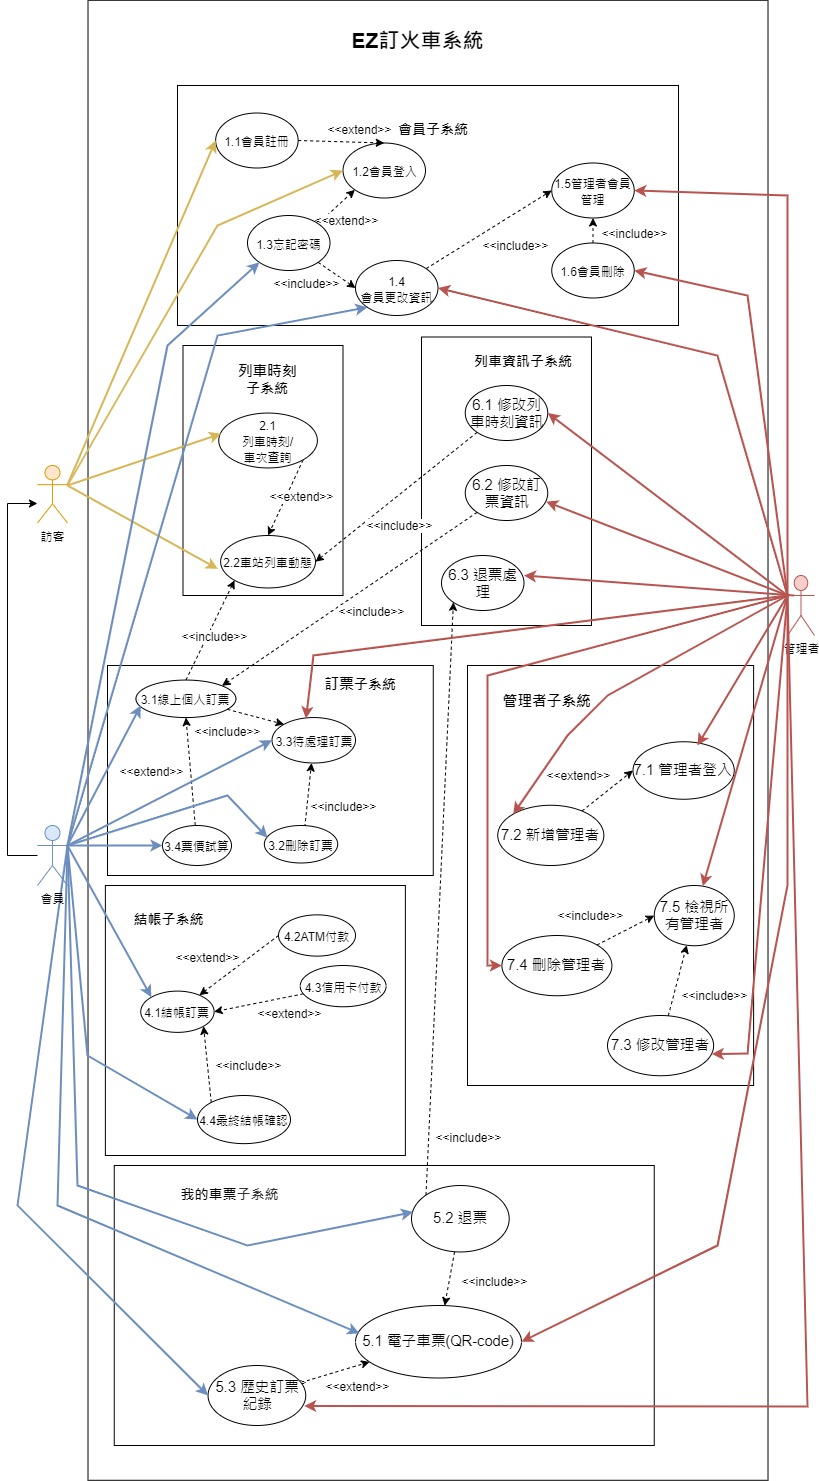 EZ訂火車系統
<<extend>>
會員子系統
1.1會員註冊
1.2會員登入
1.5管理者會員
管理
<<extend>>
<<include>>
1.3忘記密碼
<<include>>
<<include>>
1.4
會員更改資訊
1.6會員刪除
列車時刻
子系統
列車資訊子系統
2.1
列車時刻/
車次查詢
6.1 修改列
車時刻資訊
<<extend>>
6.2 修改訂
票資訊
<<include>>
訪客
2.2車站列車動態
6.3 退票處
理
<<include>>
<<include>>
管理者
訂票子系統
管理者子系統
3.1線上個人訂票
<<include>>
3.3待處理訂票
<<extend>>
<<extend>>
7.1 管理者登入
<<include>>
7.2 新增管理者
3.4票價試算
3.2刪除訂票
會員
結帳子系統
7.5 檢視所
有管理者
<<include>>
4.2ATM付款
<<extend>>
7.4 刪除管理者
4.3信用卡付款
<<include>>
4.1結帳訂票
<<extend>>
7.3 修改管理者
<<include>>
4.4最終結帳確認
<<include>>
我的車票子系統
5.2 退票
<<include>>
5.1 電子車票(QR-code)
<<extend>>
5.3 歷史訂票
紀錄